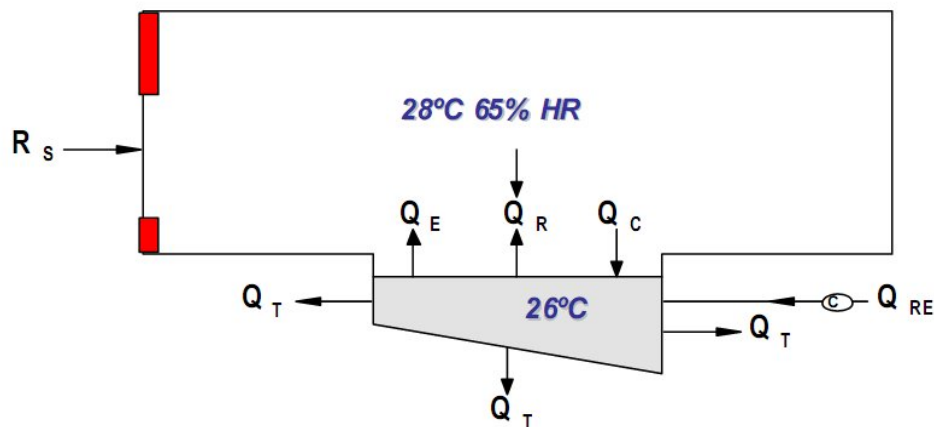 28ºC 65% HR
R S
Q E
Q R
Q C
Q T
26ºC
C
Q RE
Q T
Q T